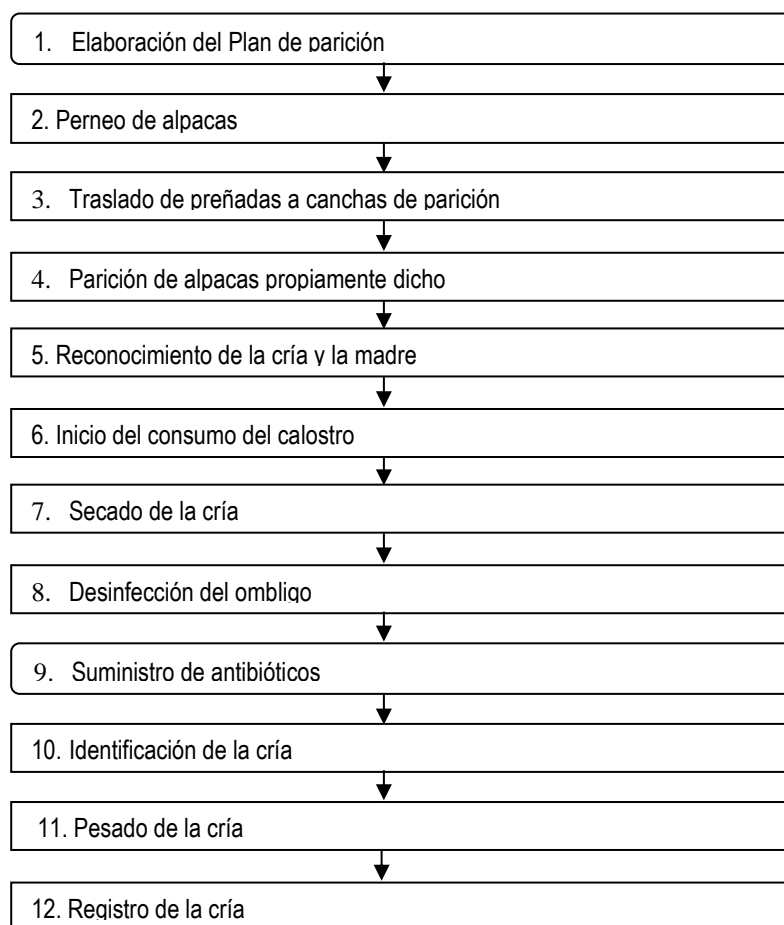 1. Elaboración del Plan de parición
2. Perneo de alpacas
3. Traslado de preñadas a canchas de parición
4. Parición de alpacas propiamente dicho
5. Reconocimiento de la cría y la madre
6. Inicio del consumo del calostro
7. Secado de la cría
8. Desinfección del ombligo
9. Suministro de antibióticos
10. Identificación de la cría
11. Pesado de la cría
12. Registro de la cría